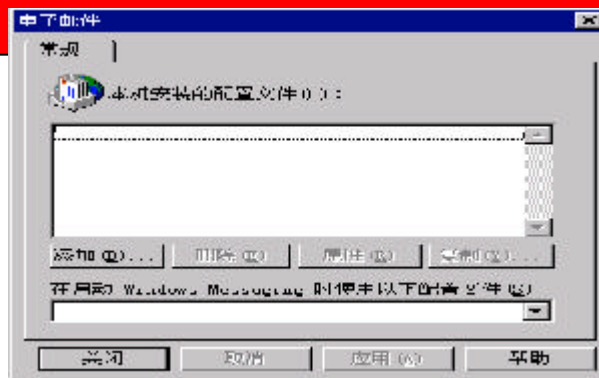 电子邮件
常规
本机安装的配置文件(I):
添加(D)...
删除(E)
属性(R)
复制(Y)...
在启动 Windows Messaging 时使用以下配置文件(S)
关闭
取消
应用(A)
帮助